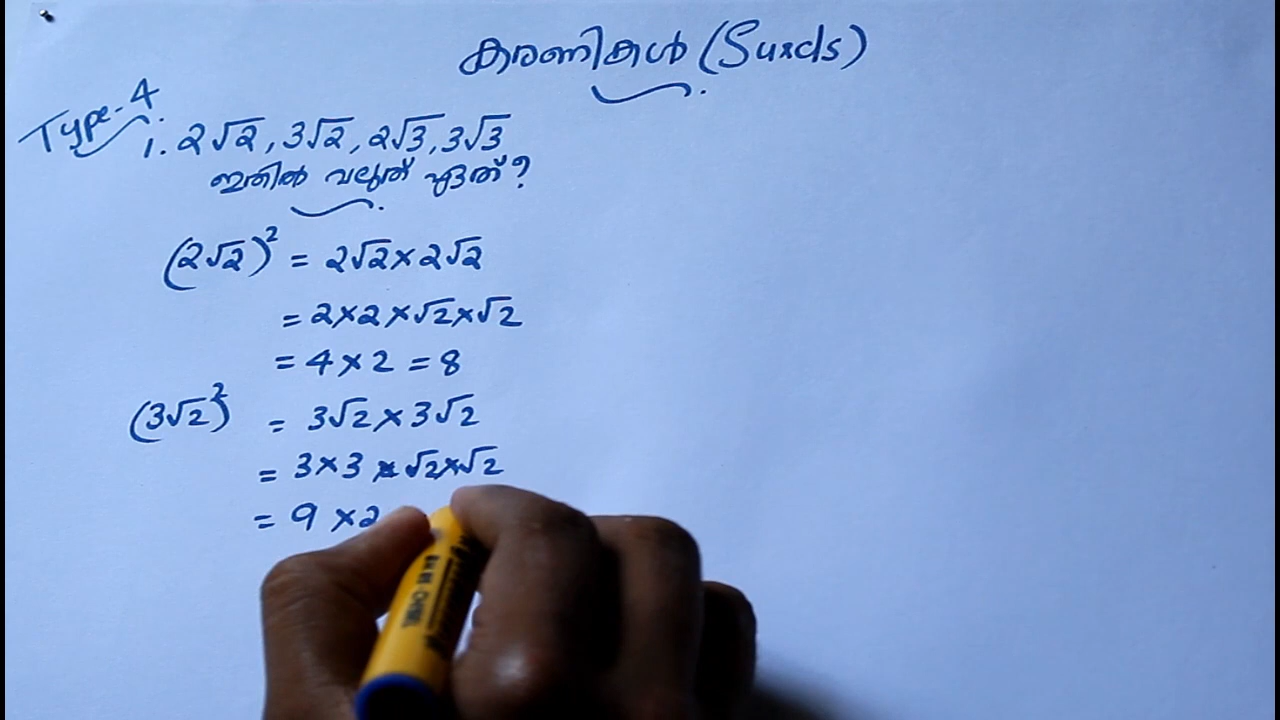 കരണികൾ (Surds)
Type-4
1. 2√2, 3√2, 2√3, 3√3
ഇതിൽ വലുത് ഏത്?
(2√2)² = 2√2×2√2
= 2×2×√2×√2
= 4×2 = 8
(3√2)² = 3√2×3√2
= 3×3×√2×√2
= 9×2